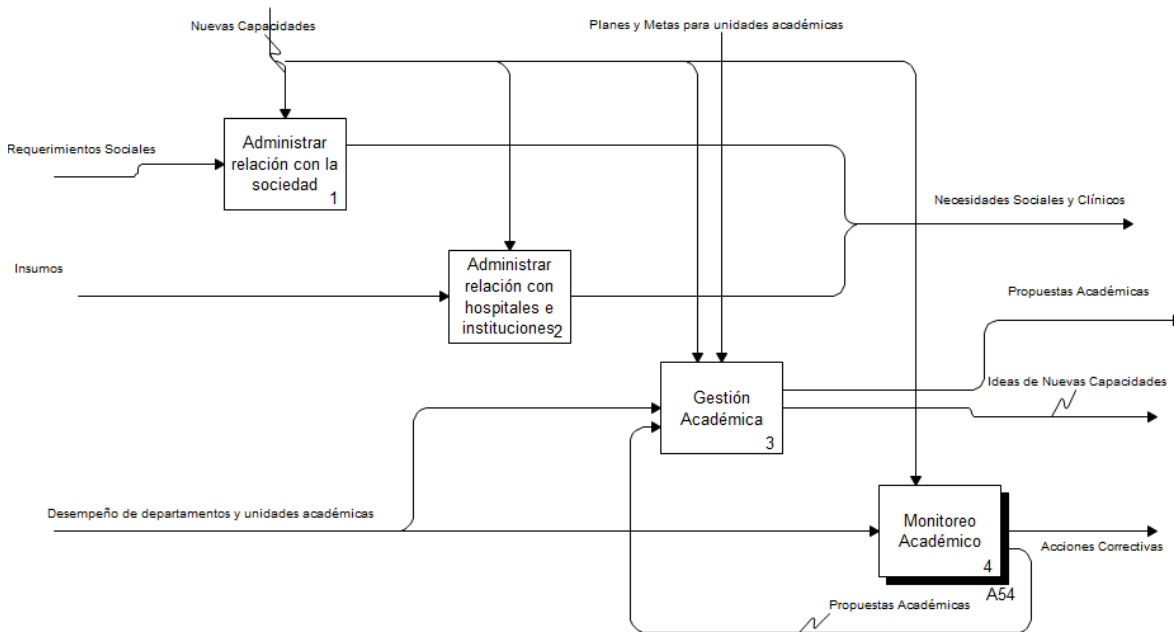 Nuevas Capacidades
Planes y Metas para unidades académicas
Requerimientos Sociales
Administrar
relación con la
sociedad
1
Necesidades Sociales y Clínicos
Insumos
Administrar
relación con
hospitales e
instituciones
2
Propuestas Académicas
Ideas de Nuevas Capacidades
Gestión
Académica
3
Desempeño de departamentos y unidades académicas
Monitoreo
Académico
4
A54
Acciones Correctivas
Propuestas Académicas